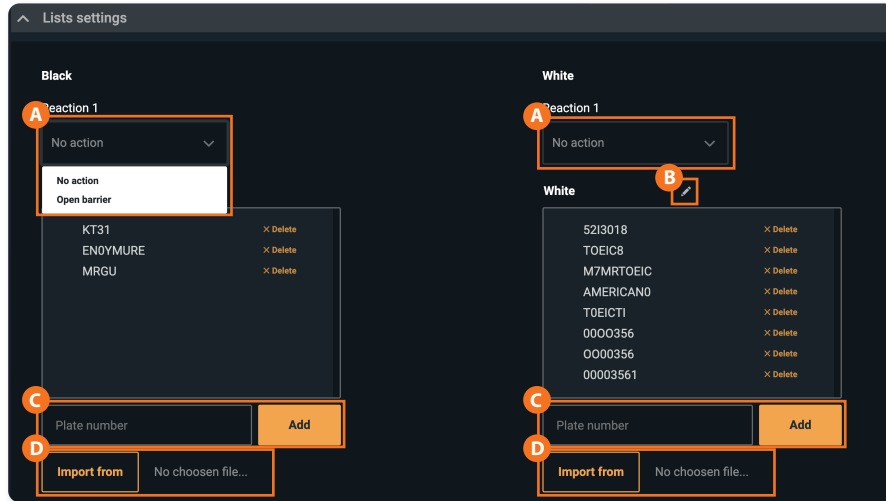 Lists settings
Black
Reaction 1
A
No action
No action
Open barrier
KT31 Delete
EN0YMURE Delete
MRGU Delete
C
Plate number Add
D
Import from No choosen file...
White
Reaction 1
A
No action
B
White
52I3018 Delete
TOEIC8 Delete
M7MRTOEIC Delete
AMERICAN0 Delete
T0EICTI Delete
00OO356 Delete
OO00356 Delete
00003561 Delete
C
Plate number Add
D
Import from No choosen file...